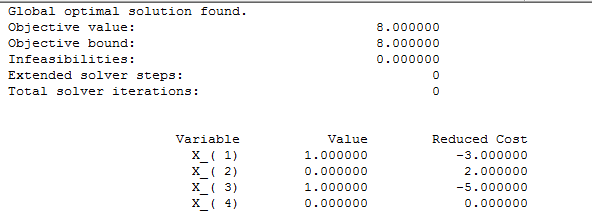 Global optimal solution found.
Objective value: 8.000000
Objective bound: 8.000000
Infeasibilities: 0.000000
Extended solver steps: 0
Total solver iterations: 0
Variable Value Reduced Cost
X_( 1) 1.000000 -3.000000
X_( 2) 0.000000 2.000000
X_( 3) 1.000000 -5.000000
X_( 4) 0.000000 0.000000